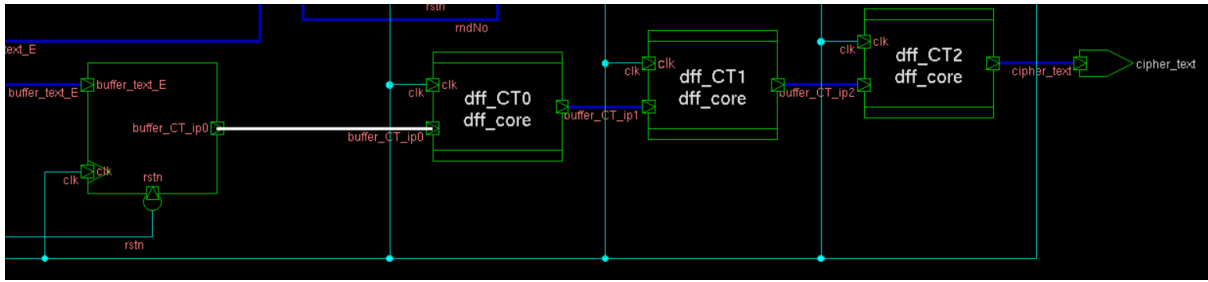 rstn
rndNo
text_E
buffer_text_E
buffer_text_E
buffer_CT_ip0
clk
clk
rstn
rstn
clk
clk
buffer_CT_ip0
dff_CT0
dff_core
buffer_CT_ip1
clk
clk
dff_CT1
dff_core
buffer_CT_ip2
clk
clk
dff_CT2
dff_core
cipher_text
cipher_text